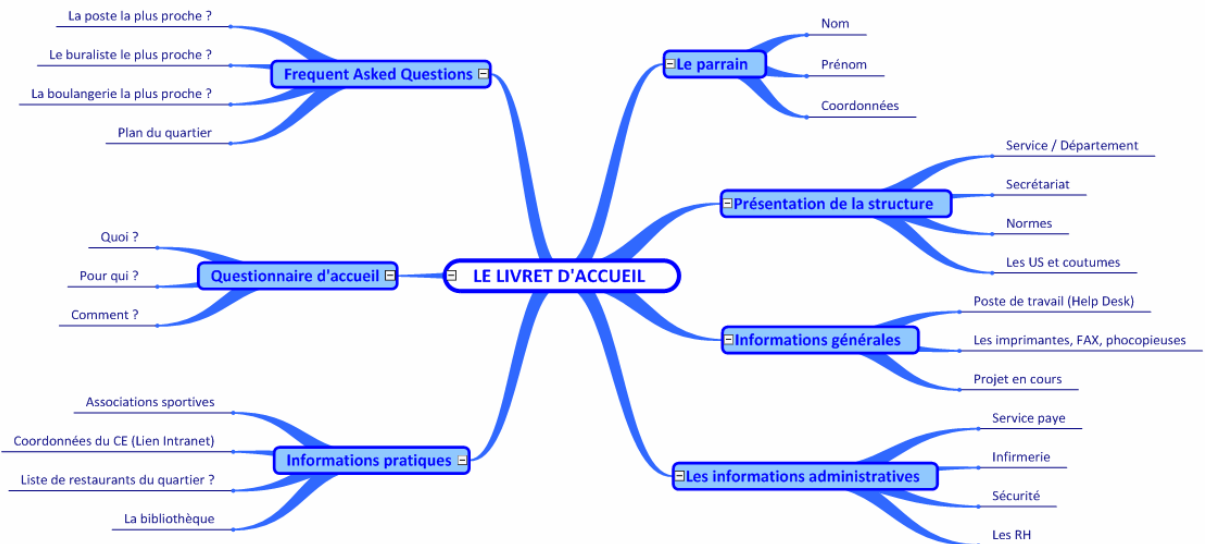 LE LIVRET D'ACCUEIL
Le parrain
Nom
Prénom
Coordonnées
Présentation de la structure
Service / Département
Secrétariat
Normes
Les US et coutumes
Informations générales
Poste de travail (Help Desk)
Les imprimantes, FAX, phocopieuses
Projet en cours
Les informations administratives
Service paye
Infirmerie
Sécurité
Les RH
Frequent Asked Questions
La poste la plus proche ?
Le buraliste le plus proche ?
La boulangerie la plus proche ?
Plan du quartier
Questionnaire d'accueil
Quoi ?
Pour qui ?
Comment ?
Informations pratiques
Associations sportives
Coordonnées du CE (Lien Intranet)
Liste de restaurants du quartier ?
La bibliothèque